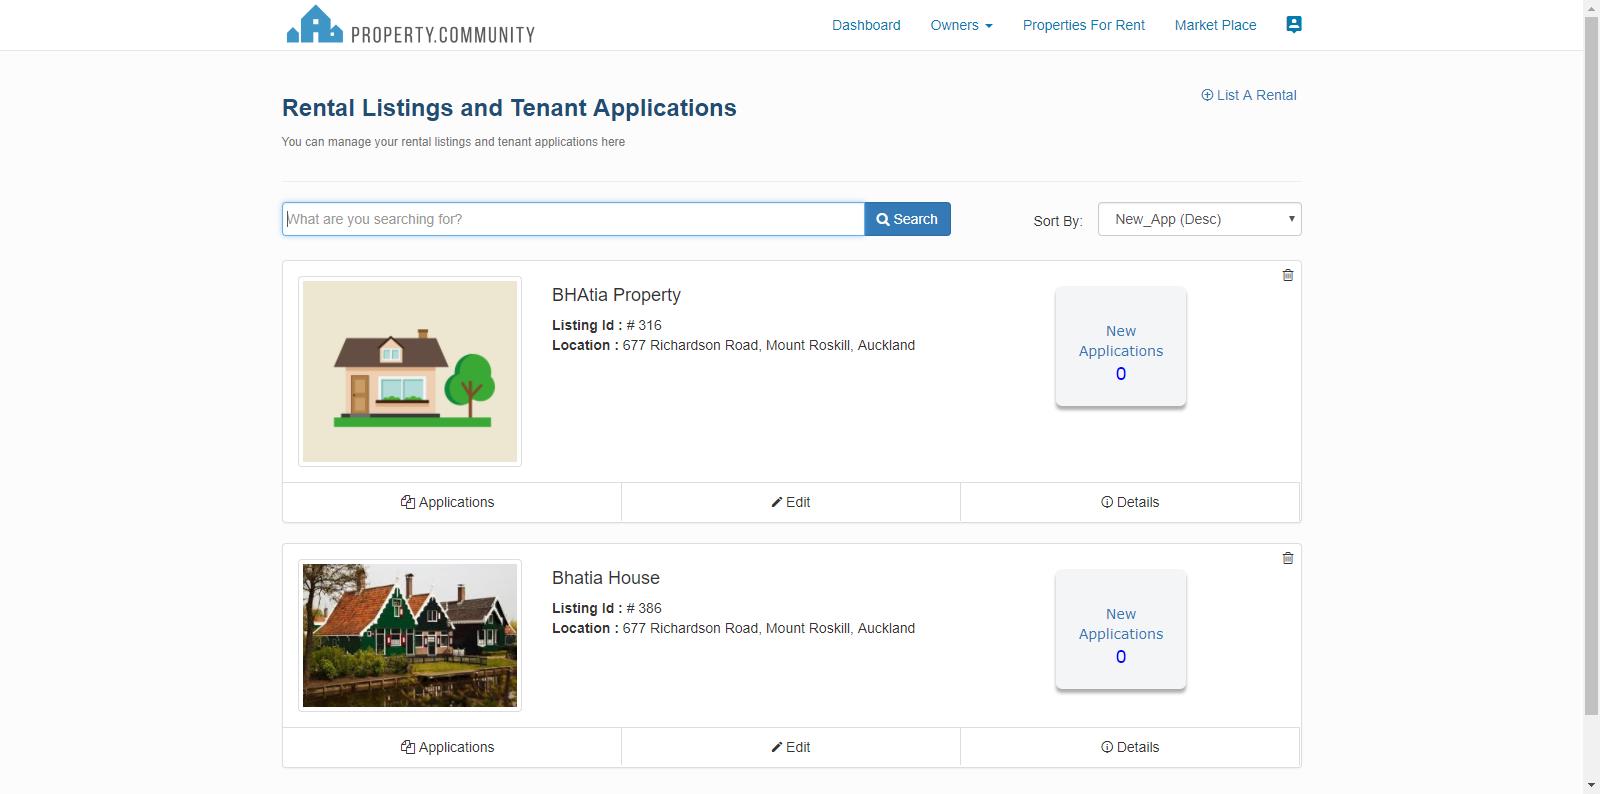 PROPERTY.COMMUNITY
Dashboard
Owners
Properties For Rent
Market Place
Rental Listings and Tenant Applications
List A Rental
You can manage your rental listings and tenant applications here
What are you searching for?
Search
Sort By:
New_App (Desc)
BHAtia Property
Listing Id : # 316
Location : 677 Richardson Road, Mount Roskill, Auckland
New
Applications
0
Applications
Edit
Details
Bhatia House
Listing Id : # 386
Location : 677 Richardson Road, Mount Roskill, Auckland
New
Applications
0
Applications
Edit
Details